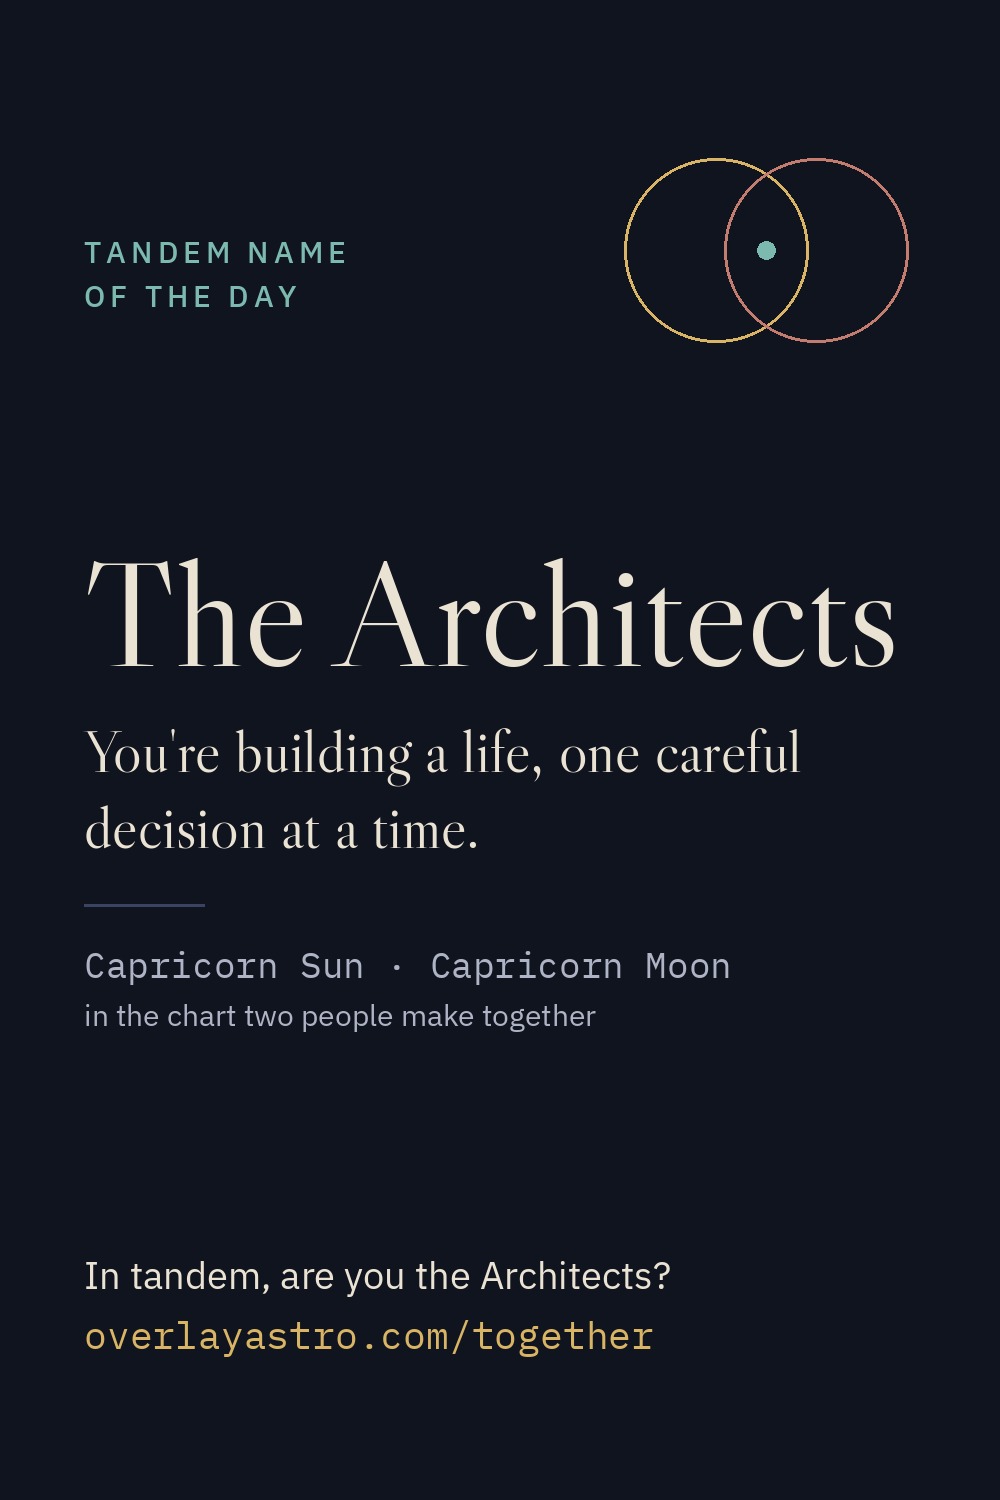 TANDEM NAME
OF THE DAY
The Architects
You're building a life, one careful
decision at a time.
Capricorn Sun · Capricorn Moon
in the chart two people make together
In tandem, are you the Architects?
overlayastro.com/together